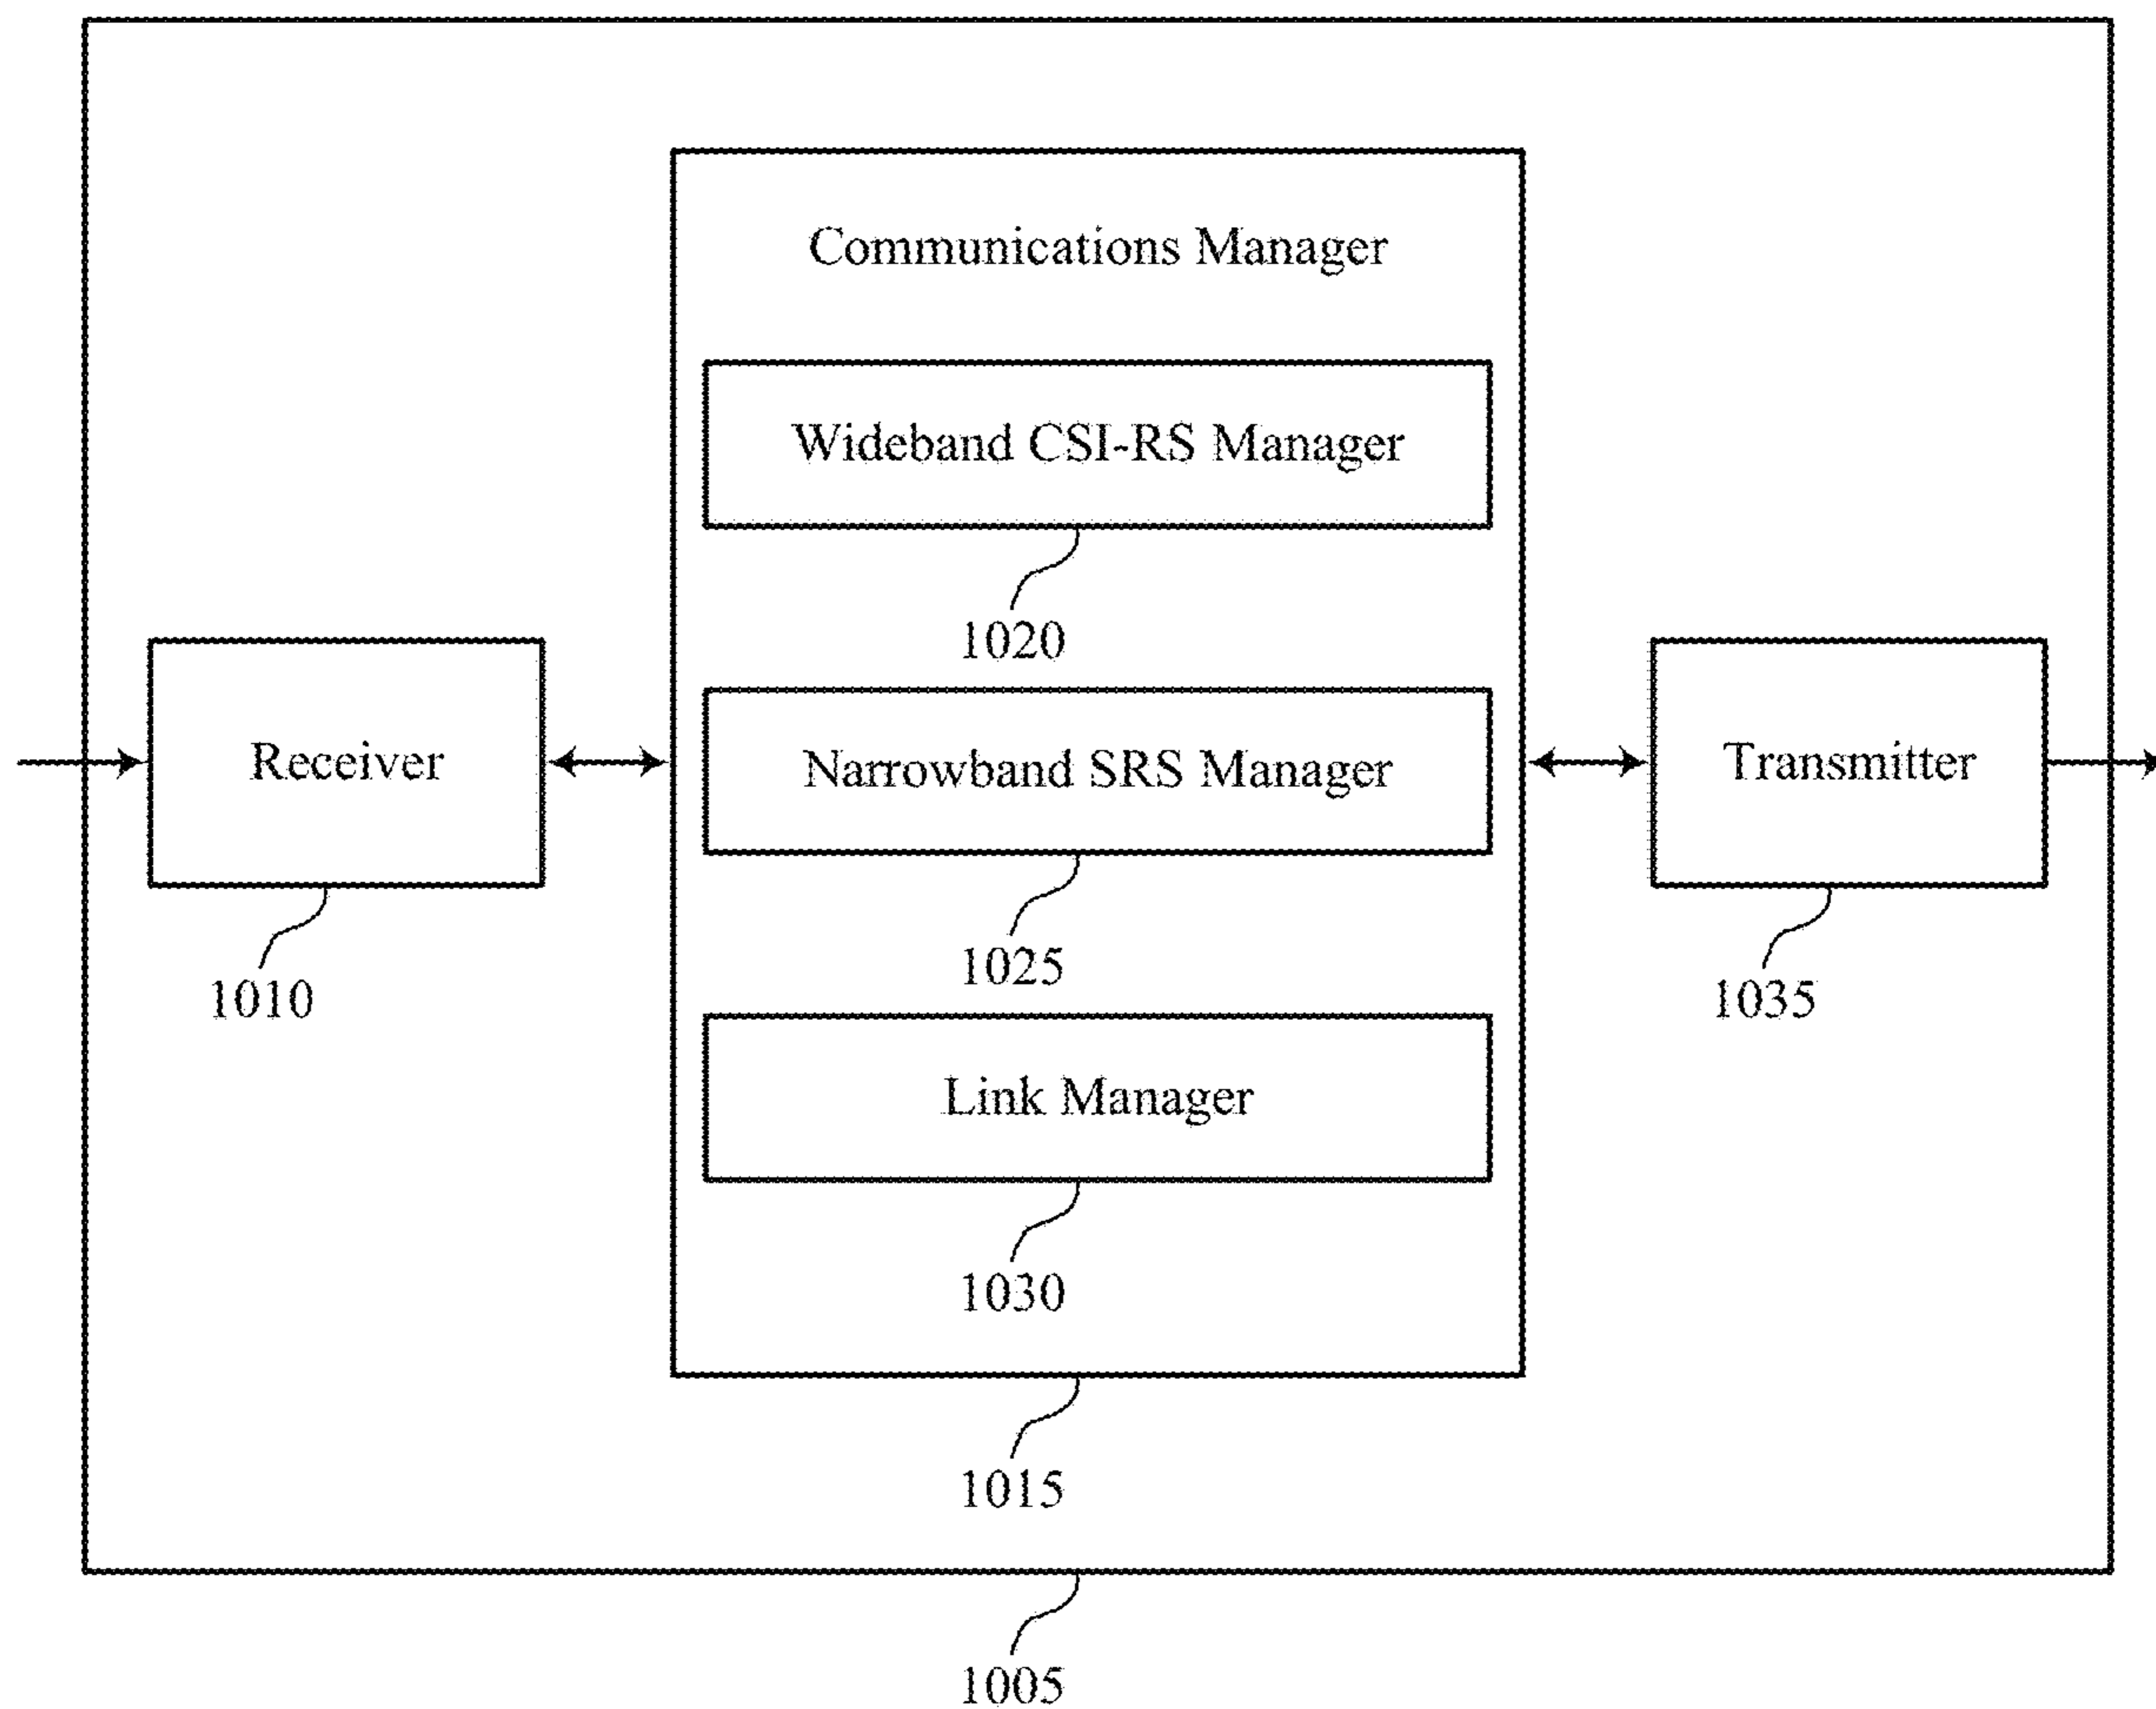 Communications Manager
Wideband CSI-RS Manager
1020
Receiver
1010
Narrowband SRS Manager
1025
Transmitter
1035
Link Manager
1030
1015
1005